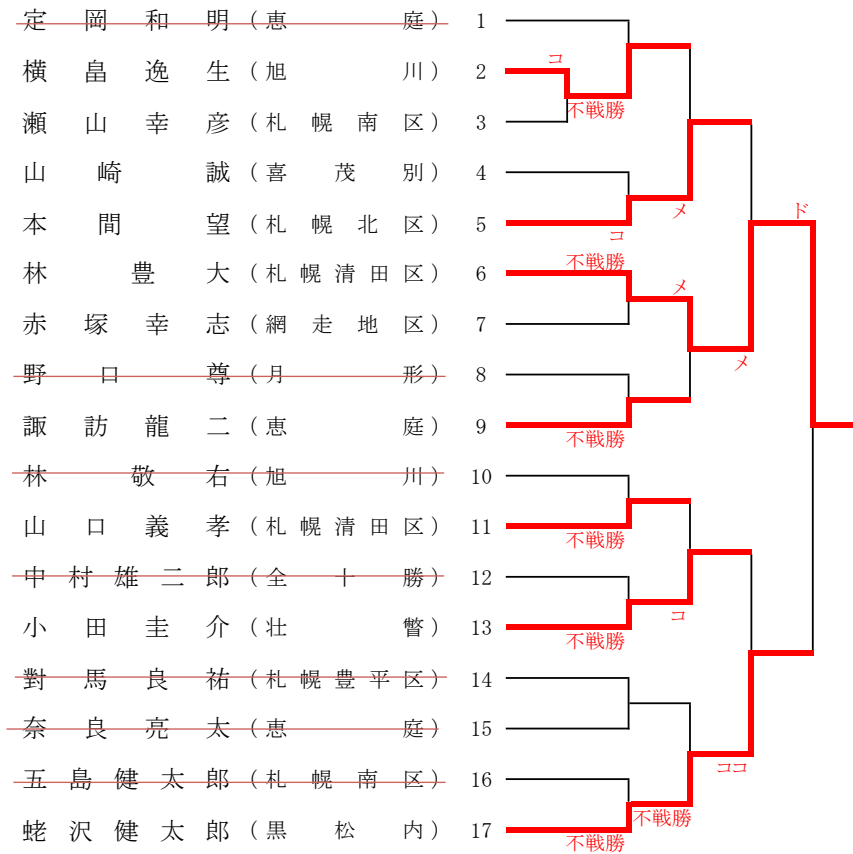 定岡和明（恵庭） 1
コ
横畠逸生（旭川） 2
不戦勝
瀬山幸彦（札幌南区） 3
山崎誠（喜茂別） 4
メ ド
本間望（札幌北区） 5
コ
不戦勝
林豊大（札幌清田区） 6
メ
赤塚幸志（網走地区） 7
メ
野口尊（月形） 8
諏訪龍二（恵庭） 9
不戦勝
林敬右（旭川） 10
山口義孝（札幌清田区） 11
不戦勝
中村雄二郎（全十勝） 12
コ
小田圭介（壮瞥） 13
不戦勝
對馬良祐（札幌豊平区） 14
奈良亮太（恵庭） 15
ココ
五島健太郎（札幌南区） 16
不戦勝
蛯沢健太郎（黒松内） 17
不戦勝